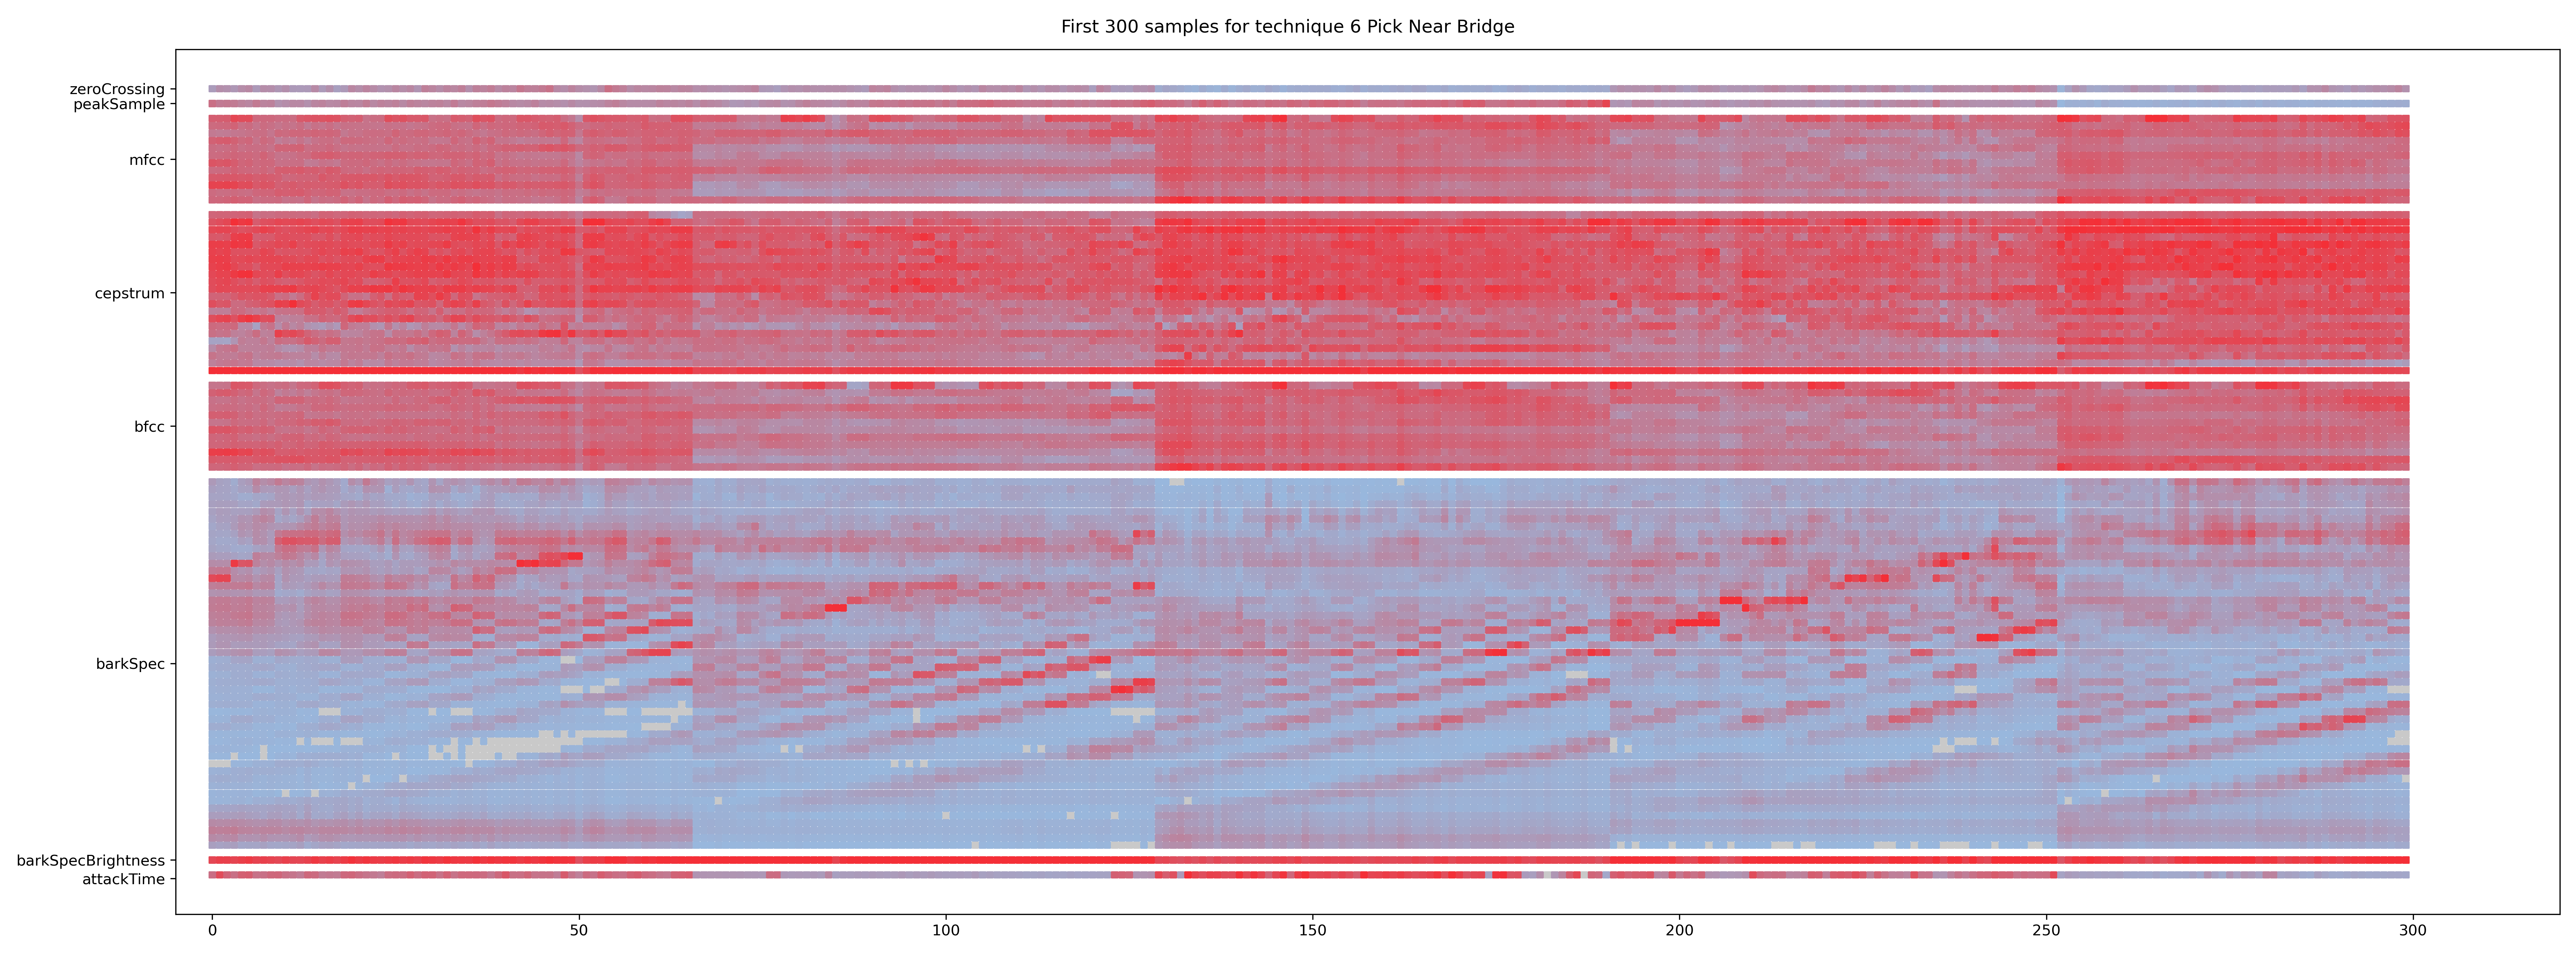 First 300 samples for technique 6 Pick Near Bridge
zeroCrossing
peakSample
mfcc
cepstrum
bfcc
barkSpec
barkSpecBrightness
attackTime
0 50 100 150 200 250 300